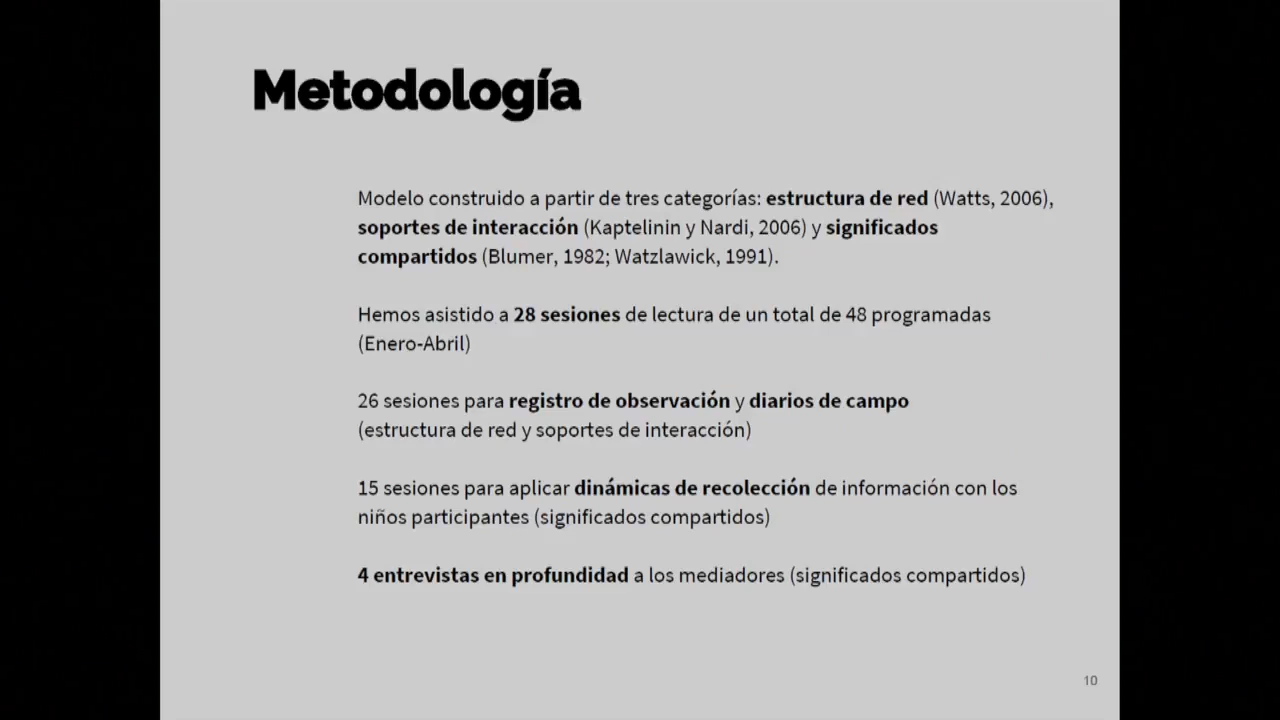 Metodología
Modelo construido a partir de tres categorías: estructura de red (Watts, 2006),
soportes de interacción (Kaptelinin y Nardi, 2006) y significados
compartidos (Blumer, 1982; Watzlawick, 1991).
Hemos asistido a 28 sesiones de lectura de un total de 48 programadas
(Enero-Abril)
26 sesiones para registro de observación y diarios de campo
(estructura de red y soportes de interacción)
15 sesiones para aplicar dinámicas de recolección de información con los
niños participantes (significados compartidos)
4 entrevistas en profundidad a los mediadores (significados compartidos)
10